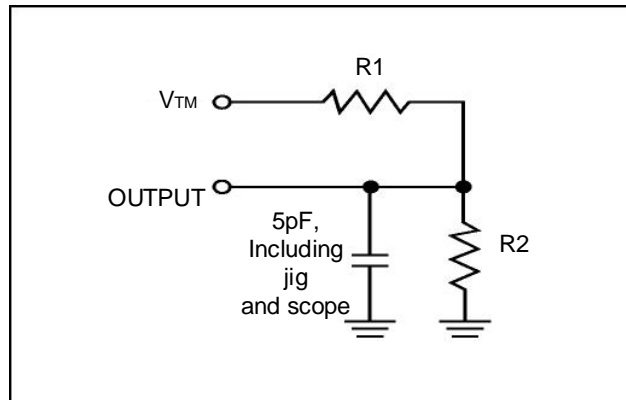 R1
VTM
OUTPUT
5pF,
Including
jig
and scope
R2